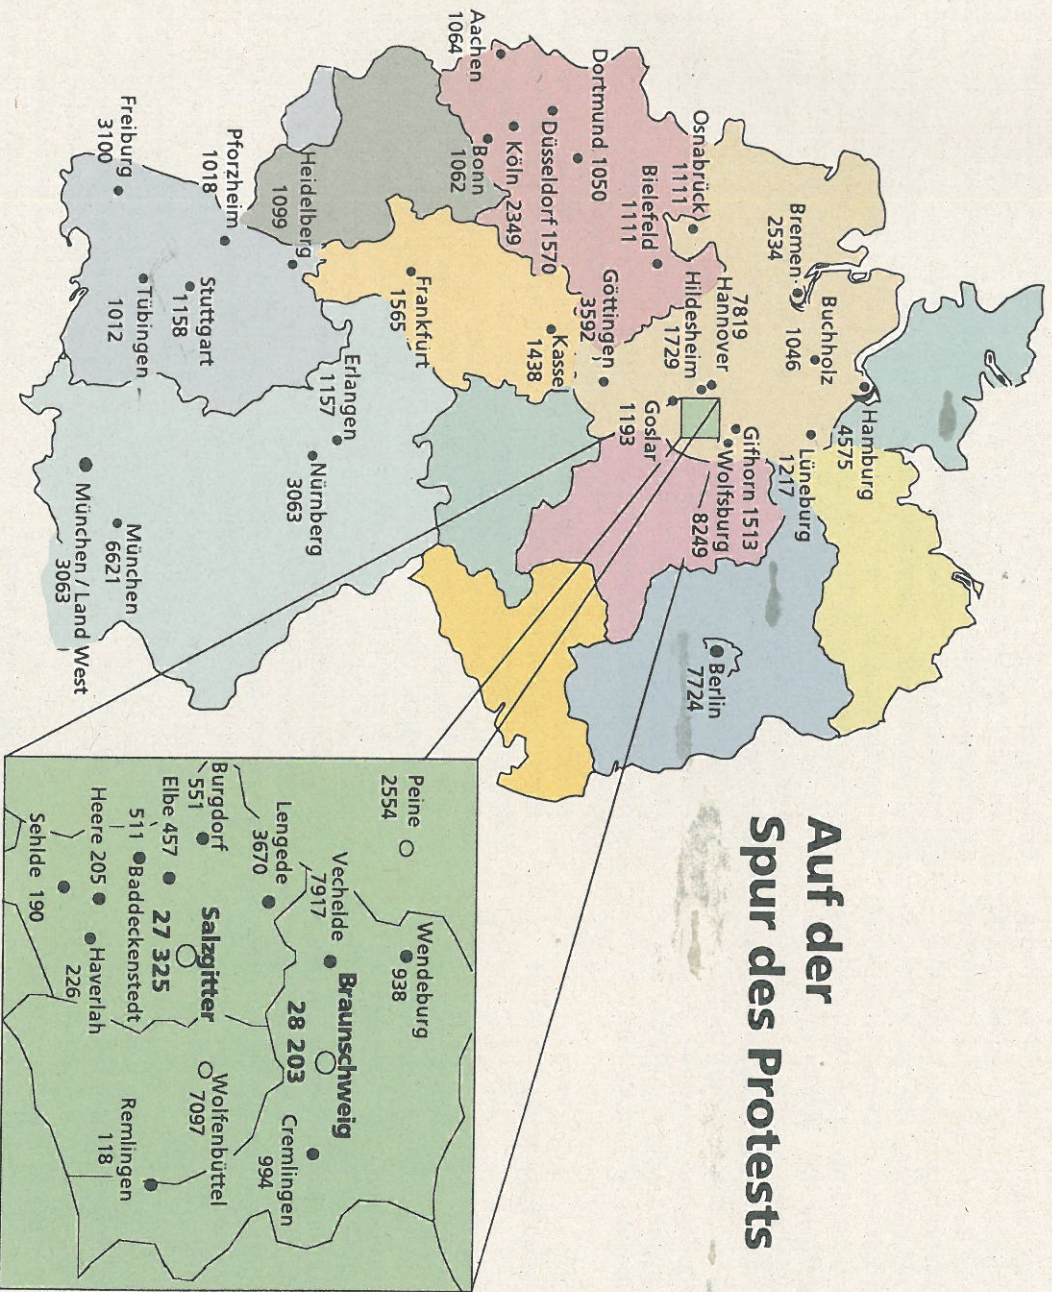 Auf der
Spur des Protests
Hamburg
4575
Buchholz
1046
Bremen
2534
Lüneburg
1217
Gifhorn 1513
Wolfsburg
8249
Berlin
7724
7819
Hannover
Hildesheim
1729
Osnabrück
1111
Bielefeld
1111
Göttingen
3592
Goslar
1193
Dortmund 1050
Düsseldorf 1570
Köln 2349
Aachen
1064
Bonn
1062
Kassel
1438
Frankfurt
1565
Heidelberg
1099
Erlangen
1157
Nürnberg
3063
Pforzheim
1018
Stuttgart
1158
Tübingen
1012
Freiburg
3100
München
6621
München / Land West
3063
Peine
2554
Wendeburg
938
Vechelde
7917
Braunschweig
28 203
Cremlingen
994
Lengede
3670
Burgdorf
551
Elbe 457
Salzgitter
27 325
Wolfenbüttel
7097
511
Baddeckenstedt
Heere 205
Haverlah
226
Sehlde 190
Remlingen
118